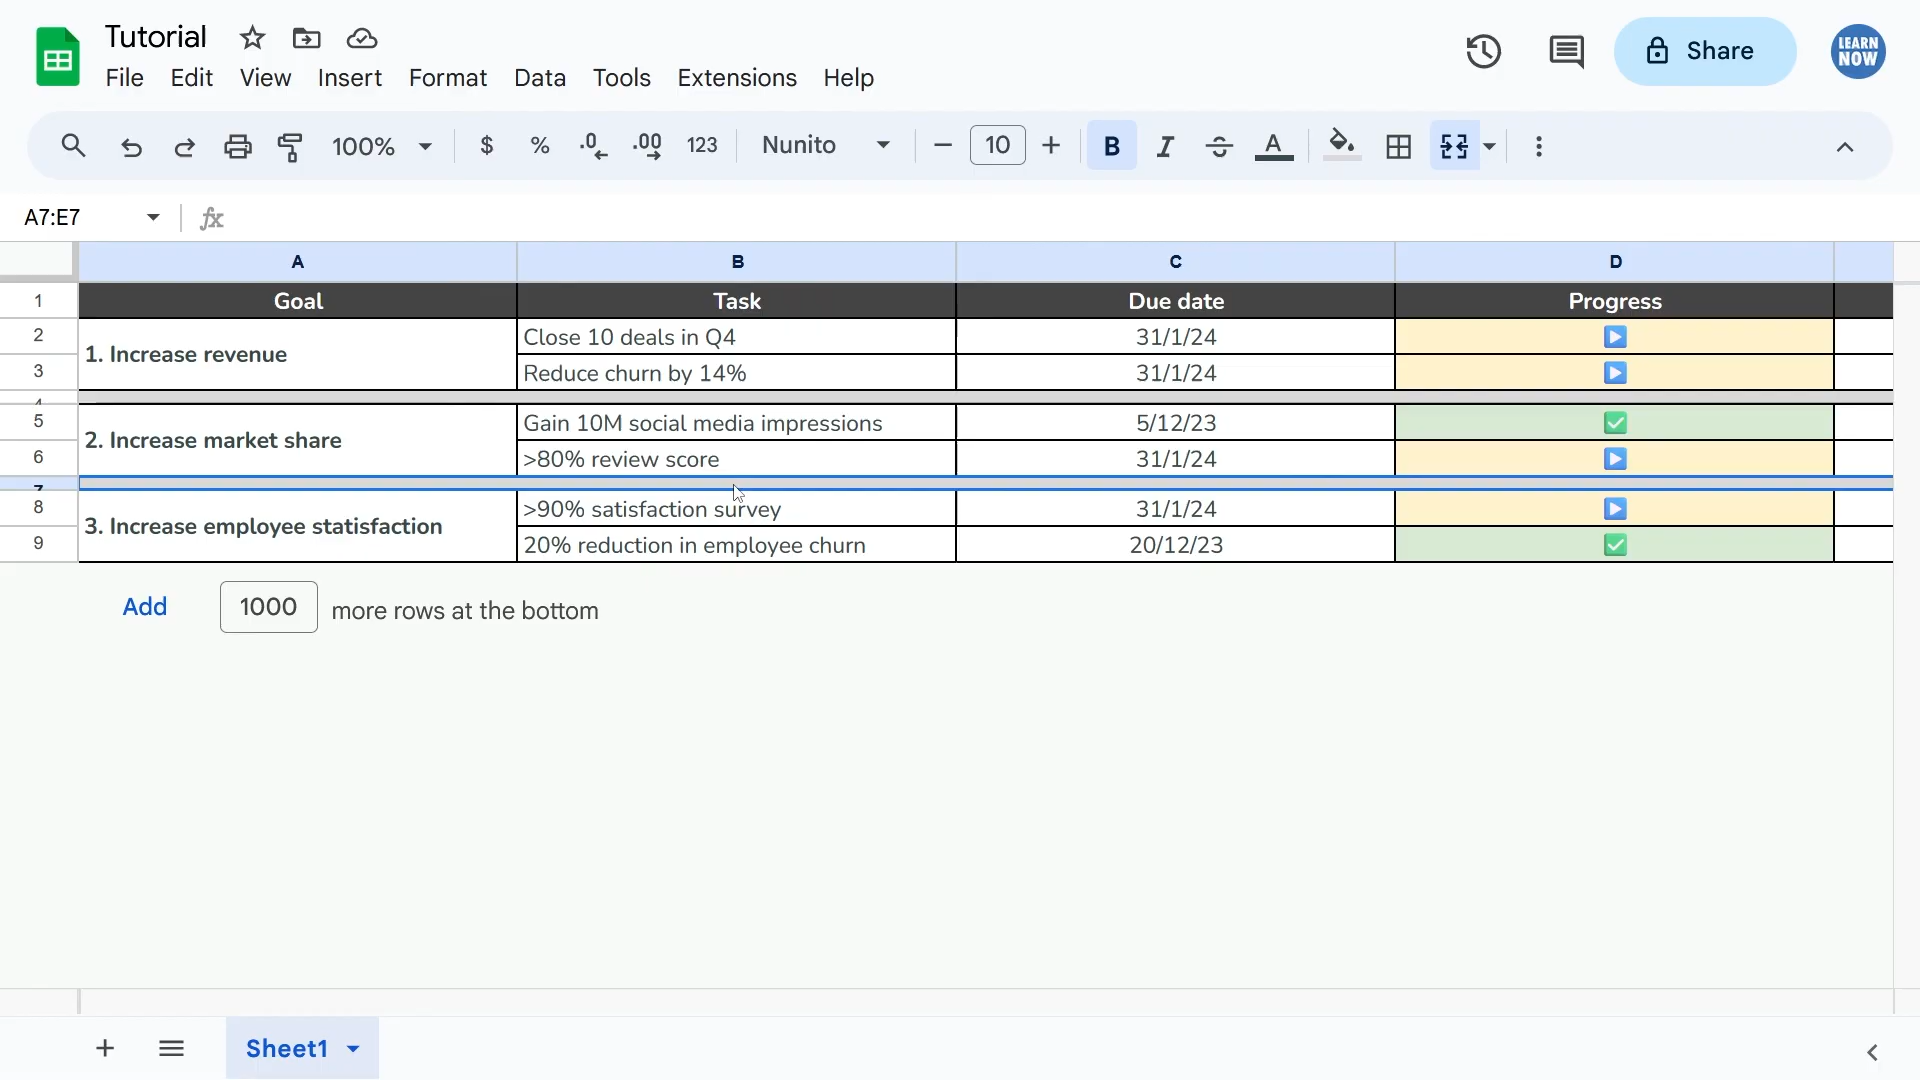 Tutorial
File Edit View Insert Format Data Tools Extensions Help
Share
LEARN NOW
100% $ % .0 .00 123 Nunito 10 B I A
A7:E7 fx
A B C D
1 Goal Task Due date Progress
2 1. Increase revenue Close 10 deals in Q4 31/1/24
3 Reduce churn by 14% 31/1/24
4
5 2. Increase market share Gain 10M social media impressions 5/12/23
6 >80% review score 31/1/24
7
8 3. Increase employee statisfaction >90% satisfaction survey 31/1/24
9 20% reduction in employee churn 20/12/23
Add 1000 more rows at the bottom
Sheet1